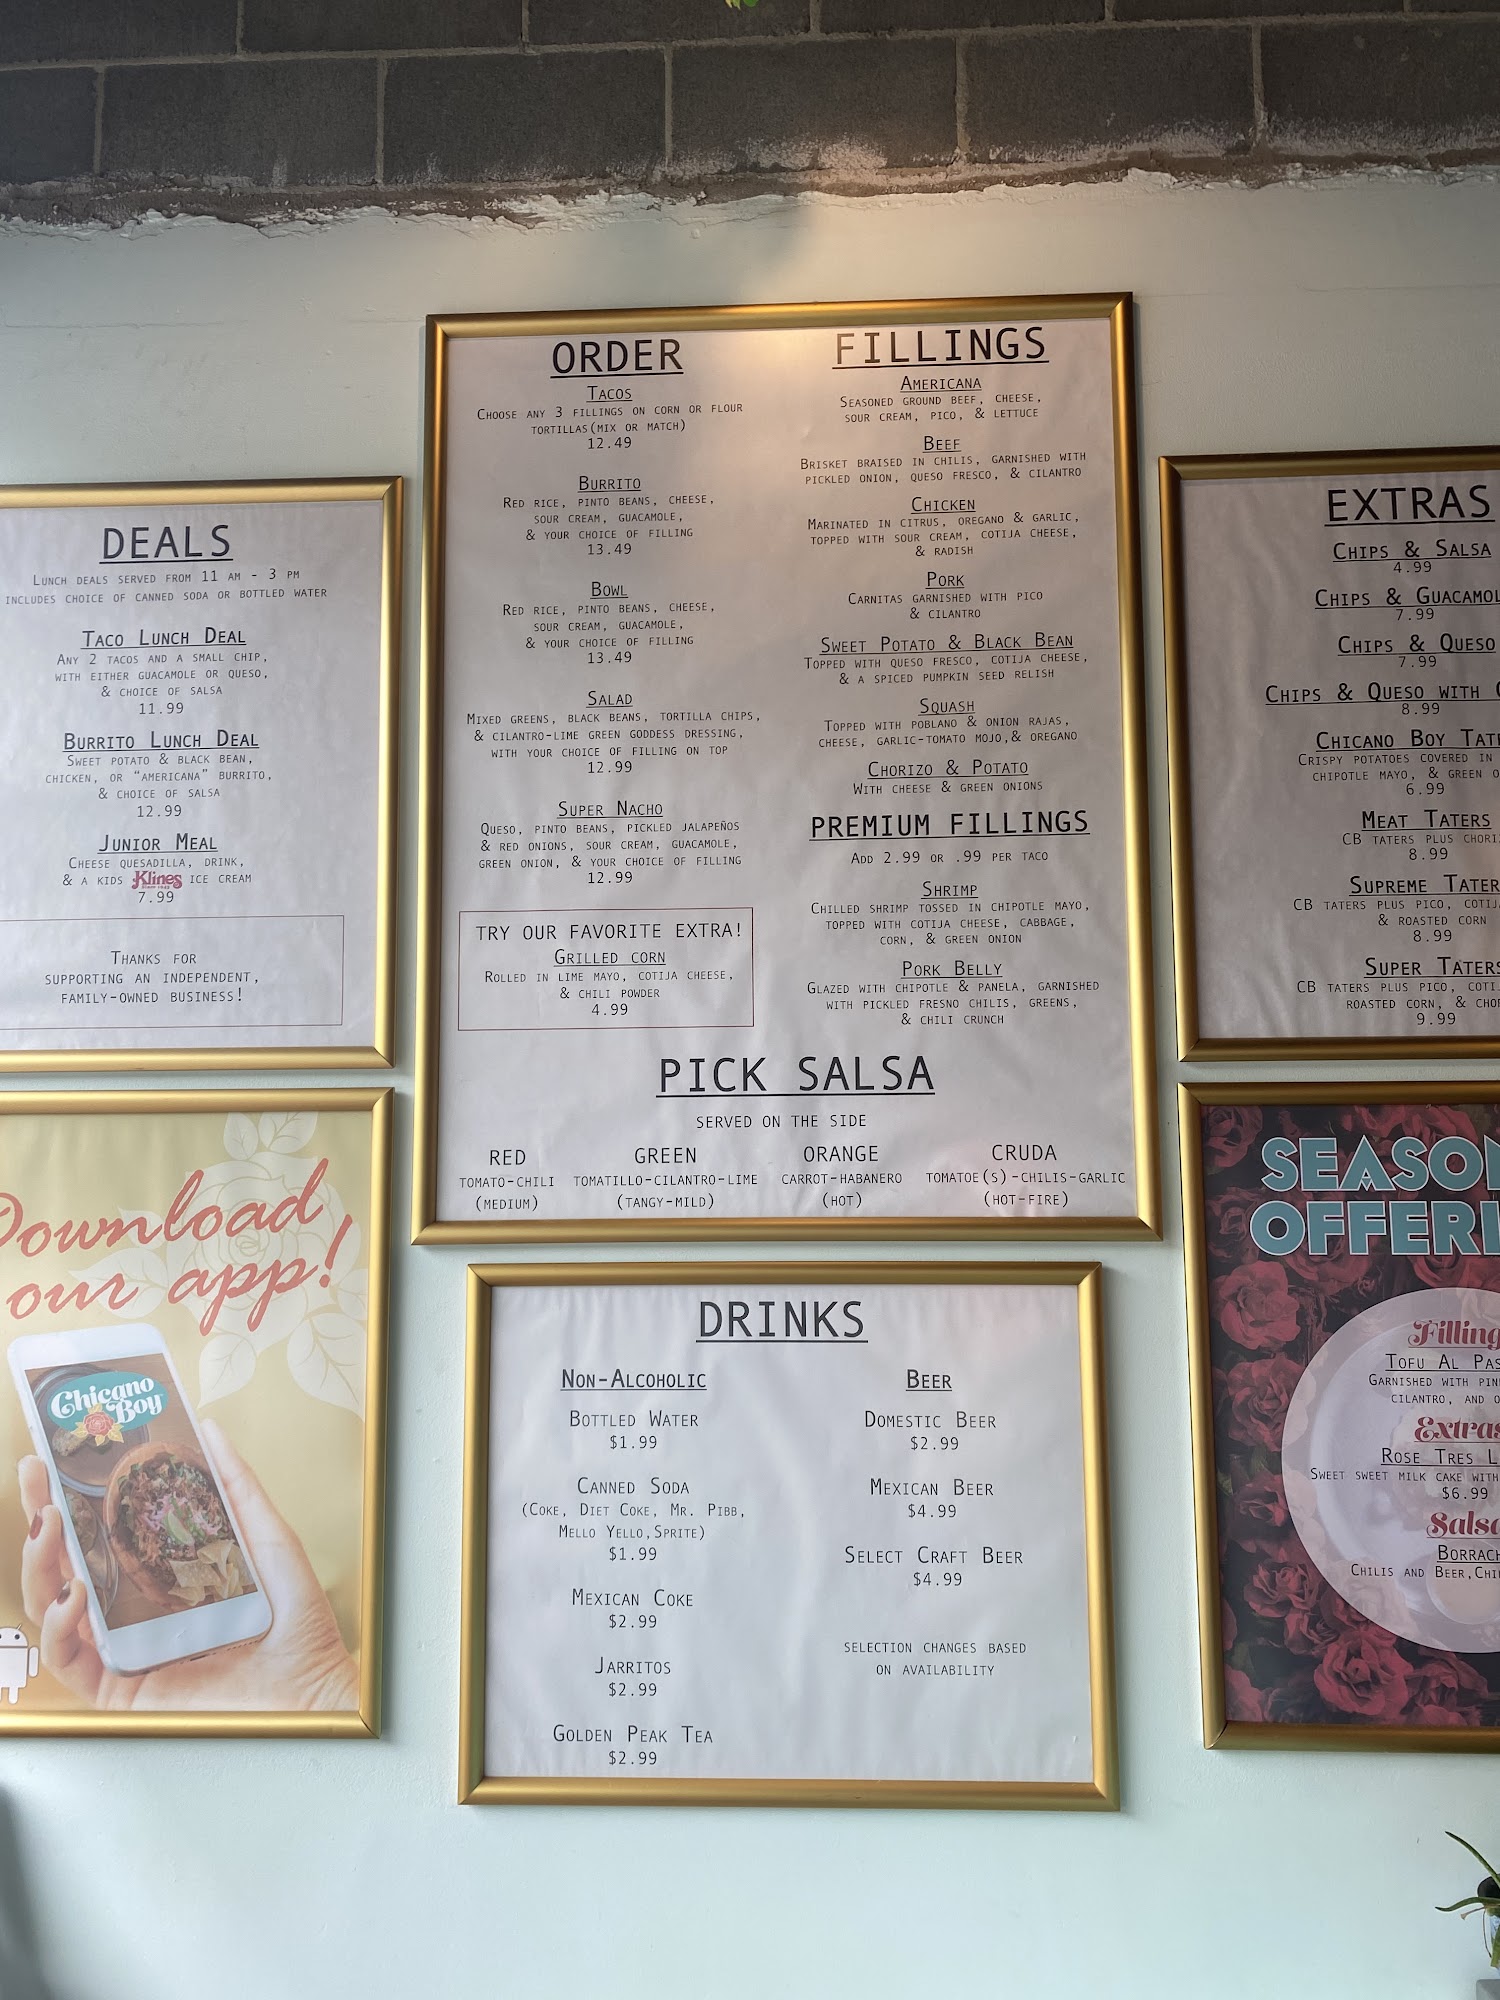 DEALS
Lunch deals served from 11 am - 3 pm
includes choice of canned soda or bottled water
Taco Lunch Deal
Any 2 tacos and a small chip,
with either guacamole or queso,
& choice of salsa
11.99
Burrito Lunch Deal
Sweet potato & black bean,
chicken, or "americana" burrito,
& choice of salsa
12.99
Junior Meal
Cheese quesadilla, drink,
& a kids Klines ice cream
7.99
Thanks for
supporting an independent,
family-owned business!
Download
our app!
Chicano
Boy
ORDER
Tacos
Choose any 3 fillings on corn or flour
tortillas(mix or match)
12.49
Burrito
Red rice, pinto beans, cheese,
sour cream, guacamole,
& your choice of filling
13.49
Bowl
Red rice, pinto beans, cheese,
sour cream, guacamole,
& your choice of filling
13.49
Salad
Mixed greens, black beans, tortilla chips,
& cilantro-lime green goddess dressing,
with your choice of filling on top
12.99
Super Nacho
Queso, pinto beans, pickled jalapeños
& red onions, sour cream, guacamole,
green onion, & your choice of filling
12.99
TRY OUR FAVORITE EXTRA!
Grilled corn
Rolled in lime mayo, cotija cheese,
& chili powder
4.99
FILLINGS
Americana
Seasoned ground beef, cheese,
sour cream, pico, & lettuce
Beef
Brisket braised in chilis, garnished with
pickled onion, queso fresco, & cilantro
Chicken
Marinated in citrus, oregano & garlic,
topped with sour cream, cotija cheese,
& radish
Pork
Carnitas garnished with pico
& cilantro
Sweet Potato & Black Bean
Topped with queso fresco, cotija cheese,
& a spiced pumpkin seed relish
Squash
Topped with poblano & onion rajas,
cheese, garlic-tomato mojo,& oregano
Chorizo & Potato
With cheese & green onions
PREMIUM FILLINGS
Add 2.99 or .99 per taco
Shrimp
Chilled shrimp tossed in chipotle mayo,
topped with cotija cheese, cabbage,
corn, & green onion
Pork Belly
Glazed with chipotle & panela, garnished
with pickled fresno chilis, greens,
& chili crunch
PICK SALSA
served on the side
RED
tomato-chili
(medium)
GREEN
tomatillo-cilantro-lime
(tangy-mild)
ORANGE
carrot-habanero
(hot)
CRUDA
tomatoe(s)-chilis-garlic
(hot-fire)
DRINKS
Non-Alcoholic
Bottled Water
$1.99
Canned Soda
(Coke, Diet Coke, Mr. Pibb,
Mello Yello,Sprite)
$1.99
Mexican Coke
$2.99
Jarritos
$2.99
Golden Peak Tea
$2.99
Beer
Domestic Beer
$2.99
Mexican Beer
$4.99
Select Craft Beer
$4.99
selection changes based
on availability
EXTRAS
Chips & Salsa
4.99
Chips & Guacamol
7.99
Chips & Queso
7.99
Chips & Queso with
8.99
Chicano Boy Tat
Crispy potatoes covered in
chipotle mayo, & green o
6.99
Meat Taters
CB taters plus chori
8.99
Supreme Tater
CB taters plus pico, cotij
& roasted corn
8.99
Super Taters
CB taters plus pico, coti
roasted corn, & cho
9.99
SEASON
OFFERI
Filling
Tofu Al Pas
Garnished with pin
cilantro, and o
Extras
Rose Tres L
Sweet sweet milk cake with
$6.99
Salsa
Borrach
Chilis and Beer,Chi